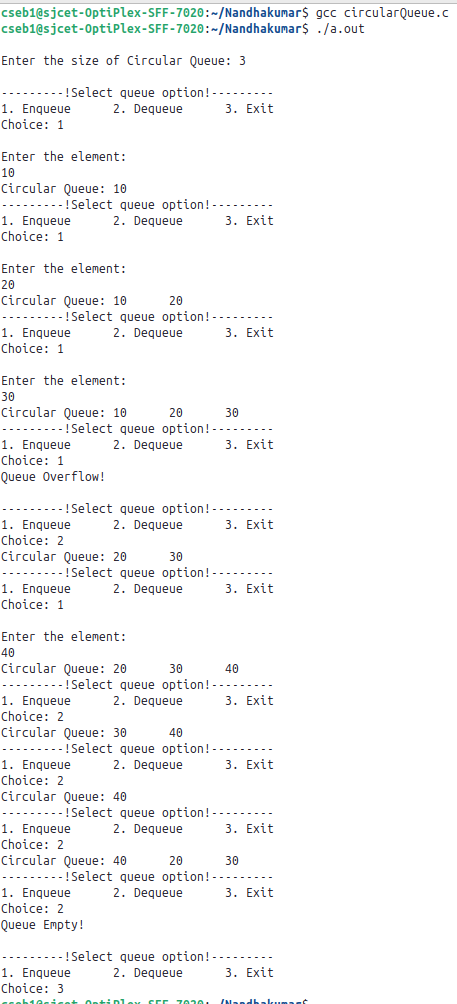 cseb1@sjcet-OptiPlex-SFF-7020:~/Nandhakumar$ gcc circularQueue.c
cseb1@sjcet-OptiPlex-SFF-7020:~/Nandhakumar$ ./a.out
Enter the size of Circular Queue: 3
---------!Select queue option!---------
1. Enqueue      2. Dequeue      3. Exit
Choice: 1
Enter the element:
10
Circular Queue: 10
---------!Select queue option!---------
1. Enqueue      2. Dequeue      3. Exit
Choice: 1
Enter the element:
20
Circular Queue: 10      20
---------!Select queue option!---------
1. Enqueue      2. Dequeue      3. Exit
Choice: 1
Enter the element:
30
Circular Queue: 10      20      30
---------!Select queue option!---------
1. Enqueue      2. Dequeue      3. Exit
Choice: 1
Queue Overflow!
---------!Select queue option!---------
1. Enqueue      2. Dequeue      3. Exit
Choice: 2
Circular Queue: 20      30
---------!Select queue option!---------
1. Enqueue      2. Dequeue      3. Exit
Choice: 1
Enter the element:
40
Circular Queue: 20      30      40
---------!Select queue option!---------
1. Enqueue      2. Dequeue      3. Exit
Choice: 2
Circular Queue: 30      40
---------!Select queue option!---------
1. Enqueue      2. Dequeue      3. Exit
Choice: 2
Circular Queue: 40
---------!Select queue option!---------
1. Enqueue      2. Dequeue      3. Exit
Choice: 2
Circular Queue: 40      20      30
---------!Select queue option!---------
1. Enqueue      2. Dequeue      3. Exit
Choice: 2
Queue Empty!
---------!Select queue option!---------
1. Enqueue      2. Dequeue      3. Exit
Choice: 3
cseb1@sjcet-OptiPlex-SFF-7020:~/Nandhakumar$